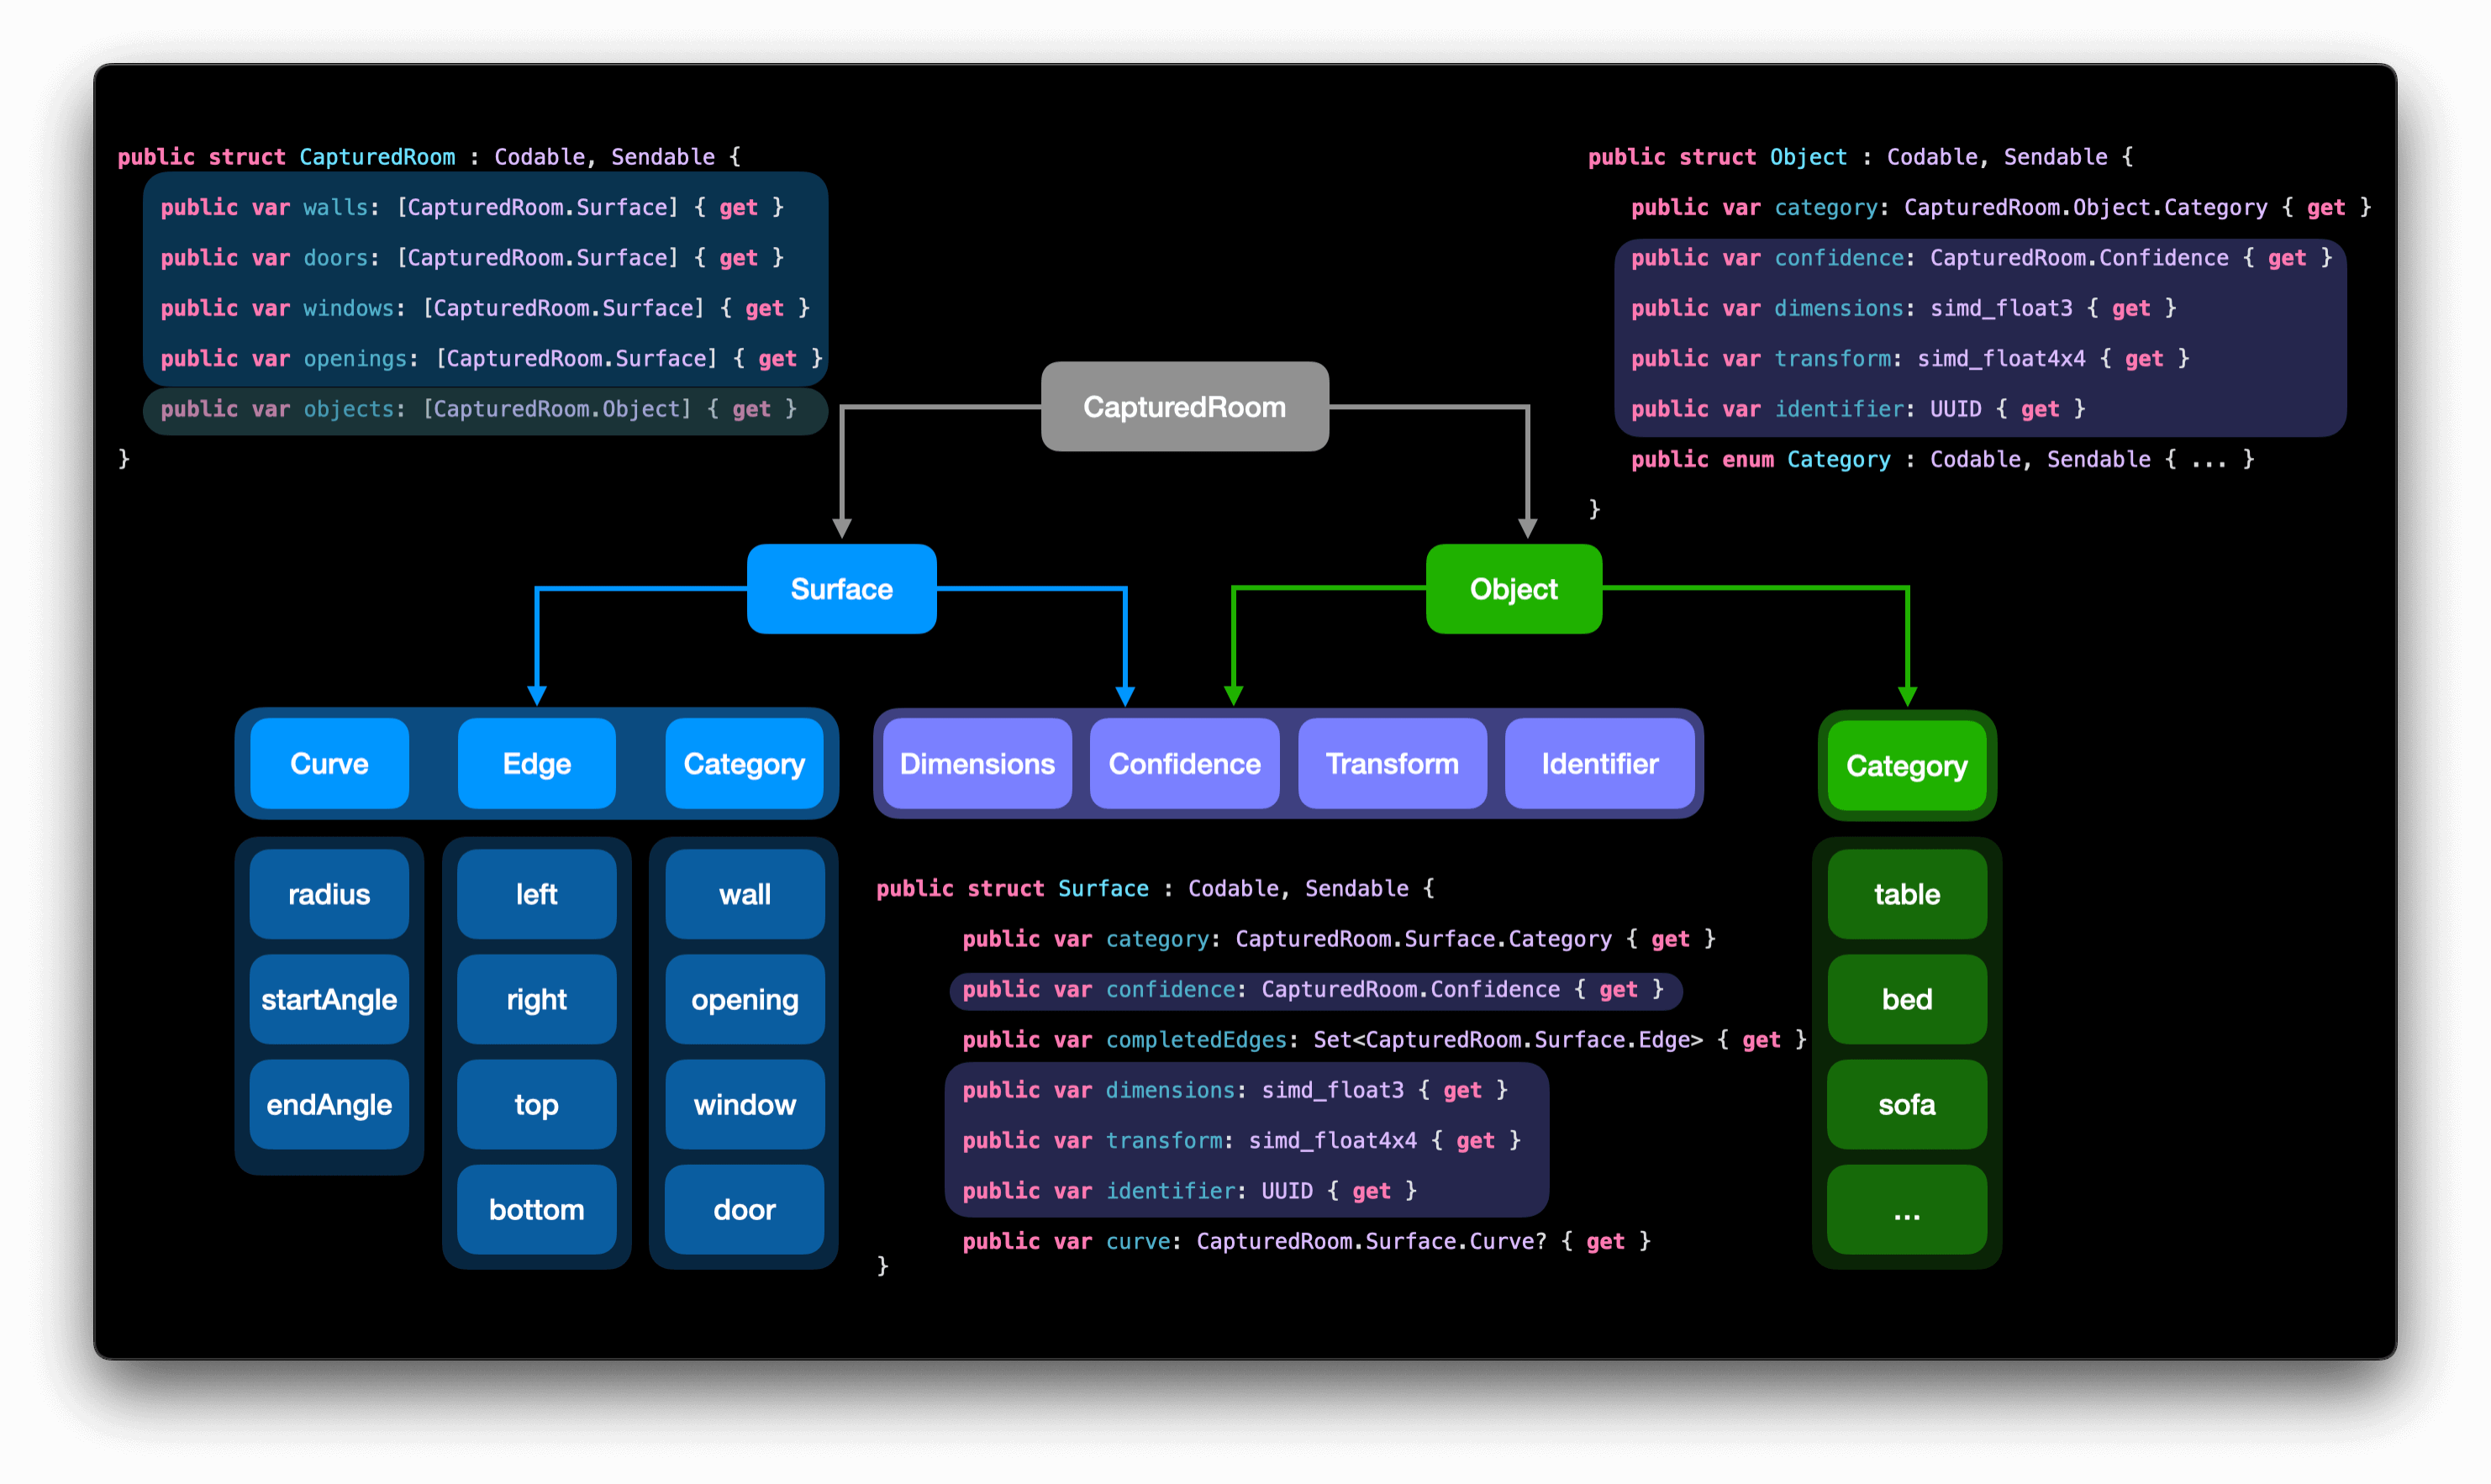 public struct CapturedRoom : Codable, Sendable {
public var walls: [CapturedRoom.Surface] { get }
public var doors: [CapturedRoom.Surface] { get }
public var windows: [CapturedRoom.Surface] { get }
public var openings: [CapturedRoom.Surface] { get }
public var objects: [CapturedRoom.Object] { get }
}
public struct Object : Codable, Sendable {
public var category: CapturedRoom.Object.Category { get }
public var confidence: CapturedRoom.Confidence { get }
public var dimensions: simd_float3 { get }
public var transform: simd_float4x4 { get }
public var identifier: UUID { get }
public enum Category : Codable, Sendable { ... }
}
CapturedRoom
Surface
Object
Curve
Edge
Category
Dimensions
Confidence
Transform
Identifier
Category
radius
startAngle
endAngle
left
right
top
bottom
wall
opening
window
door
public struct Surface : Codable, Sendable {
public var category: CapturedRoom.Surface.Category { get }
public var confidence: CapturedRoom.Confidence { get }
public var completedEdges: Set<CapturedRoom.Surface.Edge> { get }
public var dimensions: simd_float3 { get }
public var transform: simd_float4x4 { get }
public var identifier: UUID { get }
public var curve: CapturedRoom.Surface.Curve? { get }
}
table
bed
sofa
...